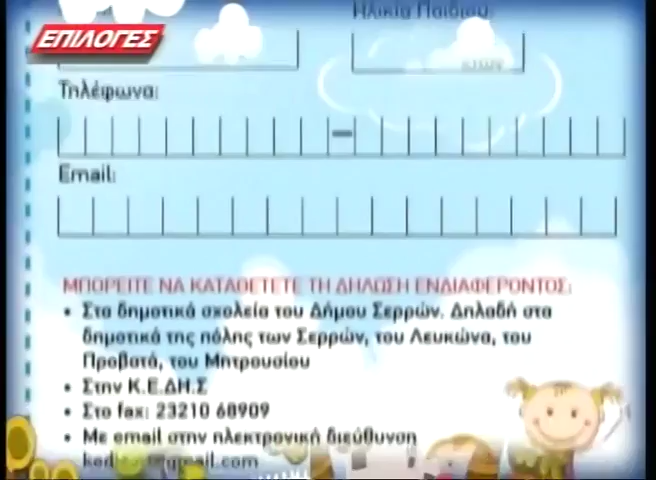 ΕΠΙΛΟΓΕΣ
Ηλικία Παιδιού:
ετών
Τηλέφωνα:
Email:
ΜΠΟΡΕΙΤΕ ΝΑ ΚΑΤΑΘΕΤΕΤΕ ΤΗ ΔΗΛΩΣΗ ΕΝΔΙΑΦΕΡΟΝΤΟΣ:
• Στα δημοτικά σχολεία του Δήμου Σερρών. Δηλαδή στα
δημοτικά της πόλης των Σερρών, του Λευκώνα, του
Προβατά, του Μητρουσίου
• Στην Κ.Ε.ΔΗ.Σ
• Στο fax: 23210 68909
• Με email στην ηλεκτρονική διεύθυνση